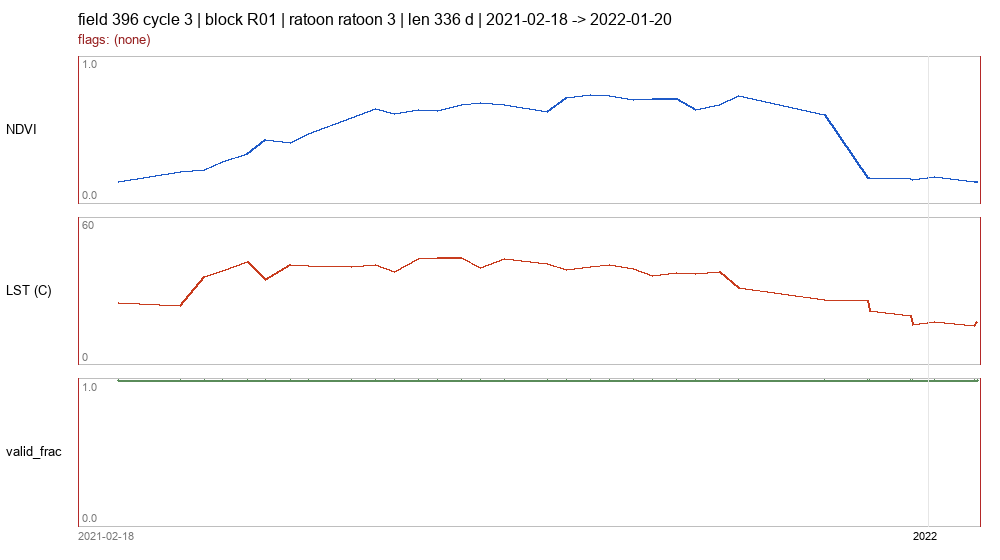 field 396 cycle 3 | block R01 | ratoon ratoon 3 | len 336 d | 2021-02-18 -> 2022-01-20
flags: (none)
1.0
NDVI
0.0
60
LST (C)
0
1.0
valid_frac
0.0
2021-02-18
2022